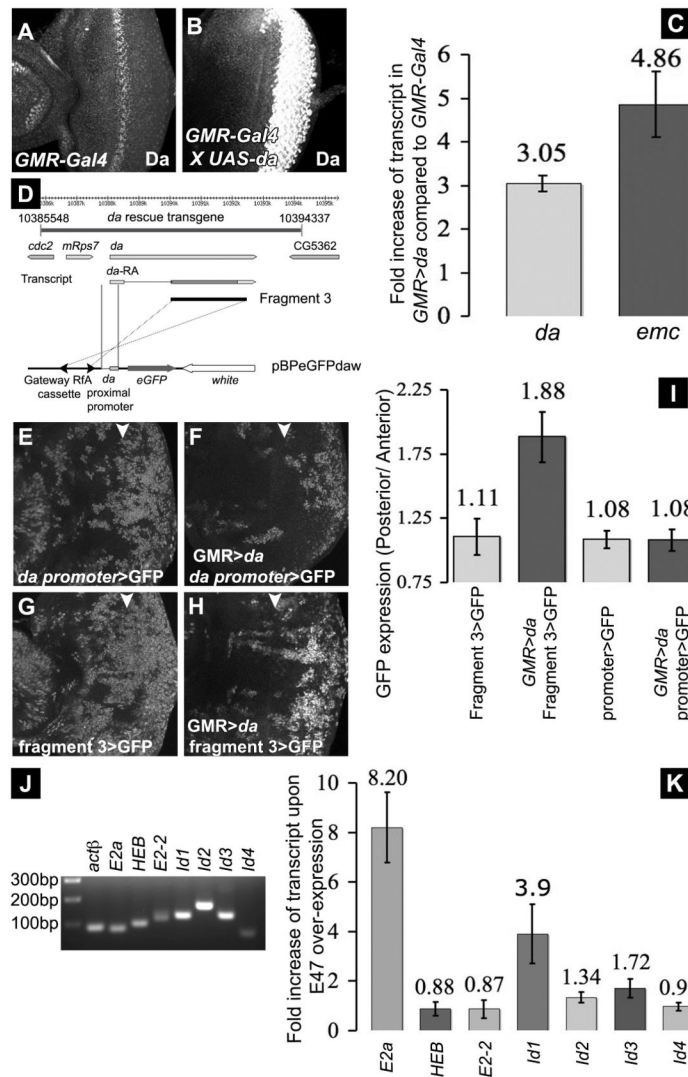 A
GMR-Gal4
Da
B
GMR-Gal4
X UAS-da
Da
C
Fold increase of transcript in
GMR>da compared to GMR-Gal4
6
5
4
3
2
1
0
3.05
4.86
da
emc
D
10385548
da rescue transgene
10394337
cdc2
mRps7
da
CG5362
Transcript
da-RA
Fragment 3
pBPeGFPdaw
Gateway RfA
cassette
da
proximal
promoter
eGFP
white
E
da promoter>GFP
F
GMR>da
da promoter>GFP
G
fragment 3>GFP
H
GMR>da
fragment 3>GFP
I
GFP expression (Posterior/ Anterior)
2.25
1.75
1.25
0.75
1.11
1.88
1.08
1.08
Fragment 3>GFP
GMR>da
Fragment 3>GFP
promoter>GFP
GMR>da
promoter>GFP
J
actβ
E2a
HEB
E2-2
Id1
Id2
Id3
Id4
300bp
200bp
100bp
K
Fold increase of transcript upon
E47 over-expression
10
8
6
4
2
0
8.20
0.88
0.87
3.9
1.34
1.72
E2a
HEB
E2-2
Id1
Id2
Id3
Id4